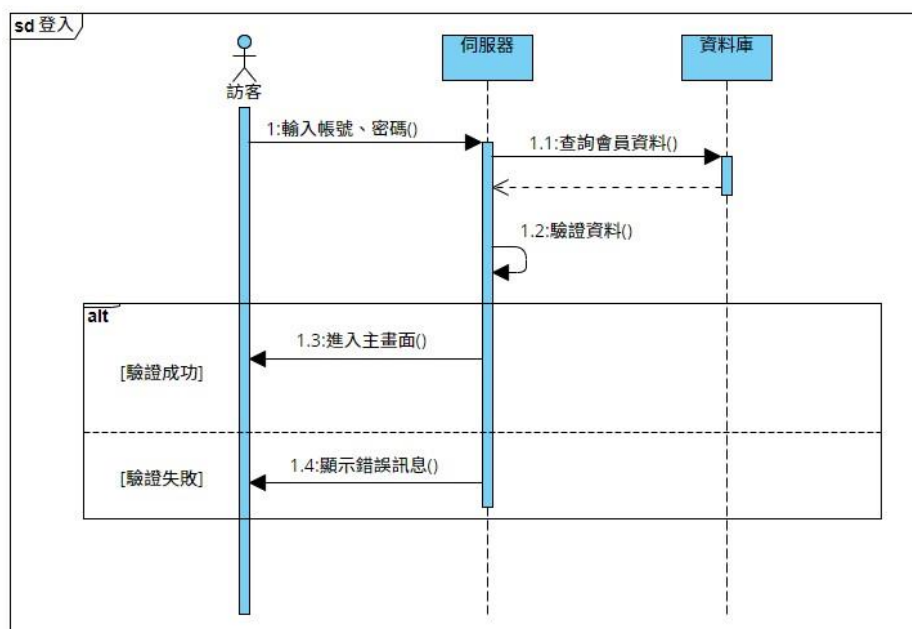 sd 登入
訪客
伺服器
資料庫
1:輸入帳號、密碼()
1.1:查詢會員資料()
1.2:驗證資料()
alt
1.3:進入主畫面()
[驗證成功]
1.4:顯示錯誤訊息()
[驗證失敗]